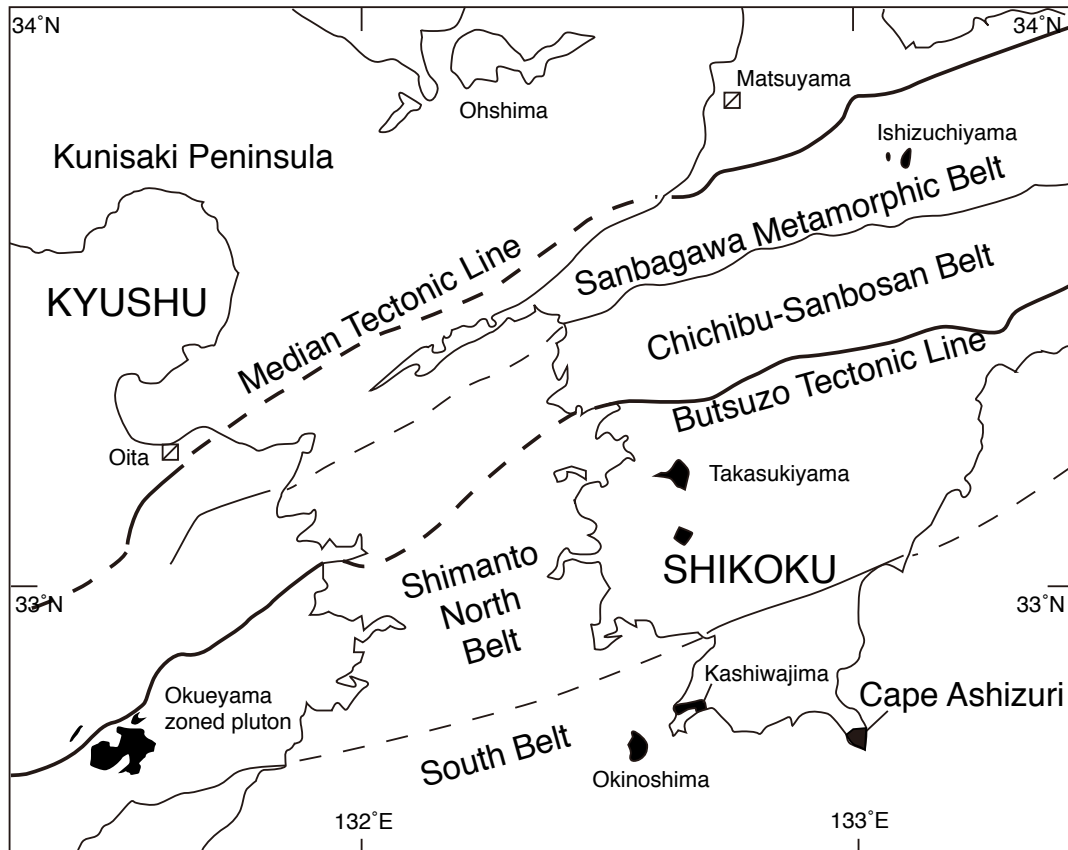 34˚N
34˚N
Matsuyama
Ohshima
Ishizuchiyama
Kunisaki Peninsula
Sanbagawa Metamorphic Belt
KYUSHU
Median Tectonic Line
Chichibu-Sanbosan Belt
Butsuzo Tectonic Line
Oita
Takasukiyama
Shimanto
North
Belt
SHIKOKU
33˚N
33˚N
Kashiwajima
Okueyama
zoned pluton
Cape Ashizuri
South Belt
Okinoshima
132˚E
133˚E